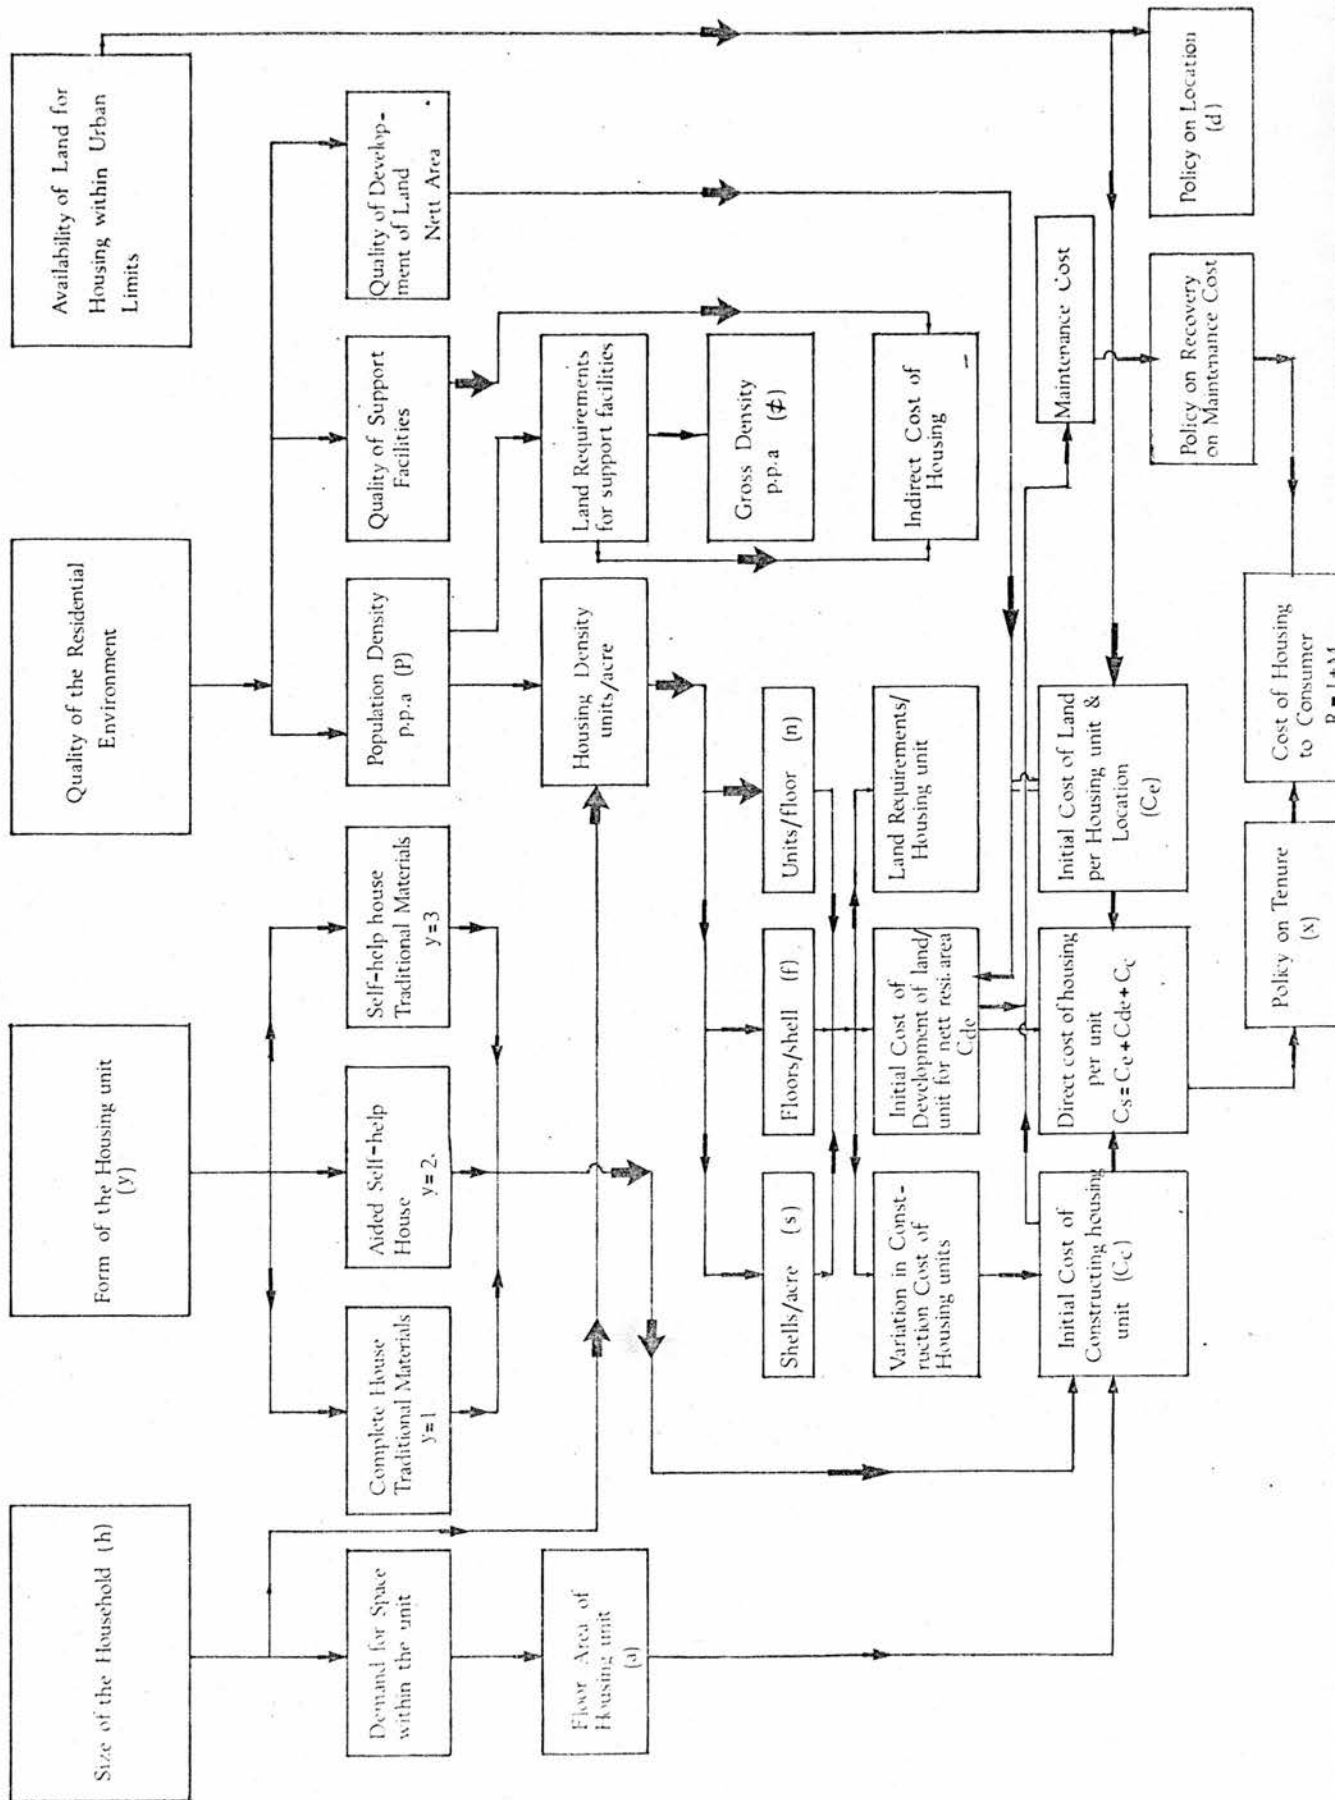 Size of the Household (h)
Form of the Housing unit
(y)
Quality of the Residential
Environment
Availability of Land for
Housing within Urban
Limits
Demand for Space
within the unit
Complete House
Traditional Materials
y=1
Aided Self-help
House
y=2.
Self-help house
Traditional Materials
y=3
Population Density
p.p.a (P)
Quality of Support
Facilities
Quality of Develop-
ment of Land
Nett Area
Floor Area of
Housing unit
(a)
Housing Density
units/acre
Land Requirements
for support facilities
Gross Density
p.p.a
Shells/acre (s)
Floors/shell (f)
Units/floor (n)
Variation in Const-
ruction Cost of
Housing units
Initial Cost of
Development of land/
unit for nett resi. area
Cde
Land Requirements/
Housing unit
Indirect Cost of
Housing
Initial Cost of
Constructing housing
unit (Cc)
Direct cost of housing
per unit
Cs=Ce+Cde+Cc
Initial Cost of Land
per Housing unit &
Location
(Ce)
Maintenance Cost
Policy on Recovery
on Maintenance Cost
Policy on Location
(d)
Policy on Tenure
(x)
Cost of Housing
to Consumer